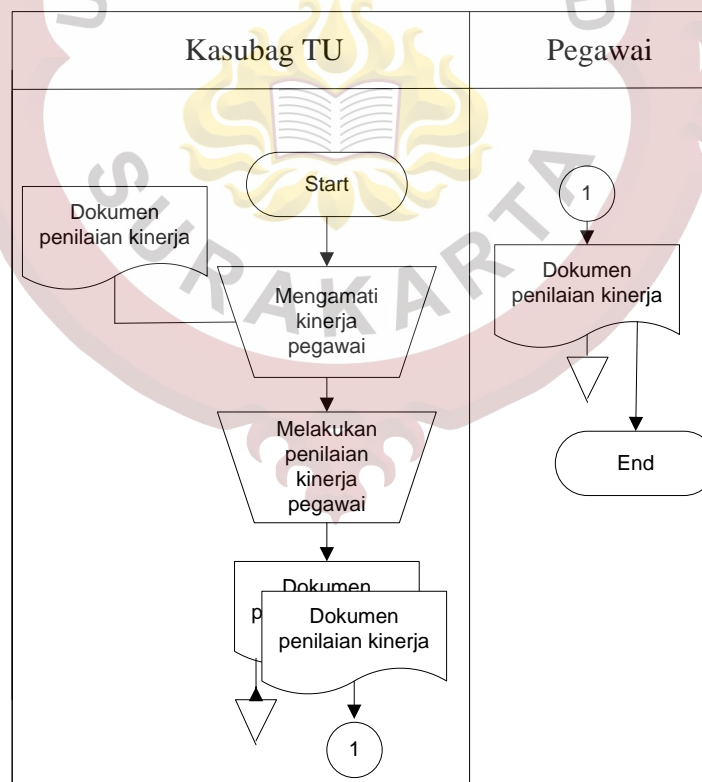 Kasubag TU
Pegawai
Start
Dokumen
penilaian kinerja
Mengamati
kinerja
pegawai
Melakukan
penilaian
kinerja
pegawai
Dokumen
Dokumen
penilaian kinerja
1
1
Dokumen
penilaian kinerja
End
SURAKARTA